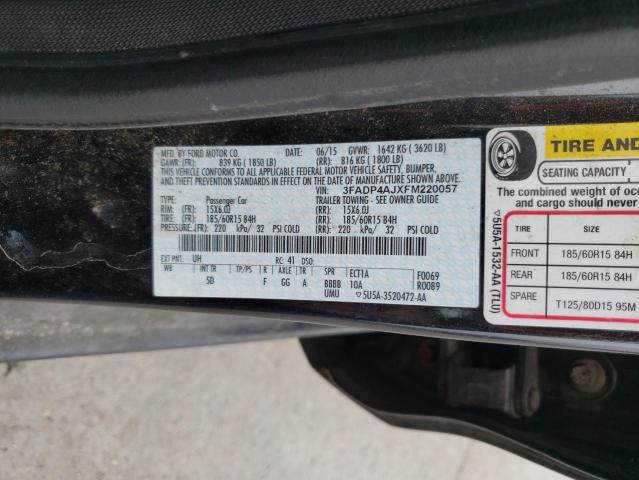 MFD. BY FORD MOTOR CO. DATE: 06/15 GVWR: 1642 KG ( 3620 LB)
GAWR: (FR): 839 KG ( 1850 LB) (RR): 816 KG ( 1800 LB)
THIS VEHICLE CONFORMS TO ALL APPLICABLE FEDERAL MOTOR VEHICLE SAFETY, BUMPER,
AND THEFT PREVENTION STANDARDS IN EFFECT ON THE DATE OF MANUFACTURE SHOWN
ABOVE.
VIN: 3FADP4AJXFM220057
TYPE: Passenger Car TRAILER TOWING - SEE OWNER GUIDE
RIM: (FR): 15X6.0J (RR): 15X6.0J
TIRE: (FR): 185/60R15 84H (RR): 185/60R15 84H
PRESSURE: (FR): 220 kPa/ 32 PSI COLD (RR): 220 kPa/ 32 PSI COLD
EXT PNT: UH RC: 41 DSO:
WB INT TR TP/PS R AXLE TR ECT1A F0069
5D F GG A BBBB 10A R0089
UMU ▽5U5A-3520472-AA
TIRE AND
SEATING CAPACITY
The combined weight of oc
and cargo should never
TIRE SIZE
FRONT 185/60R15 84H
REAR 185/60R15 84H
SPARE T125/80D15 95M
▽5U5A-1532-AA (TLU)